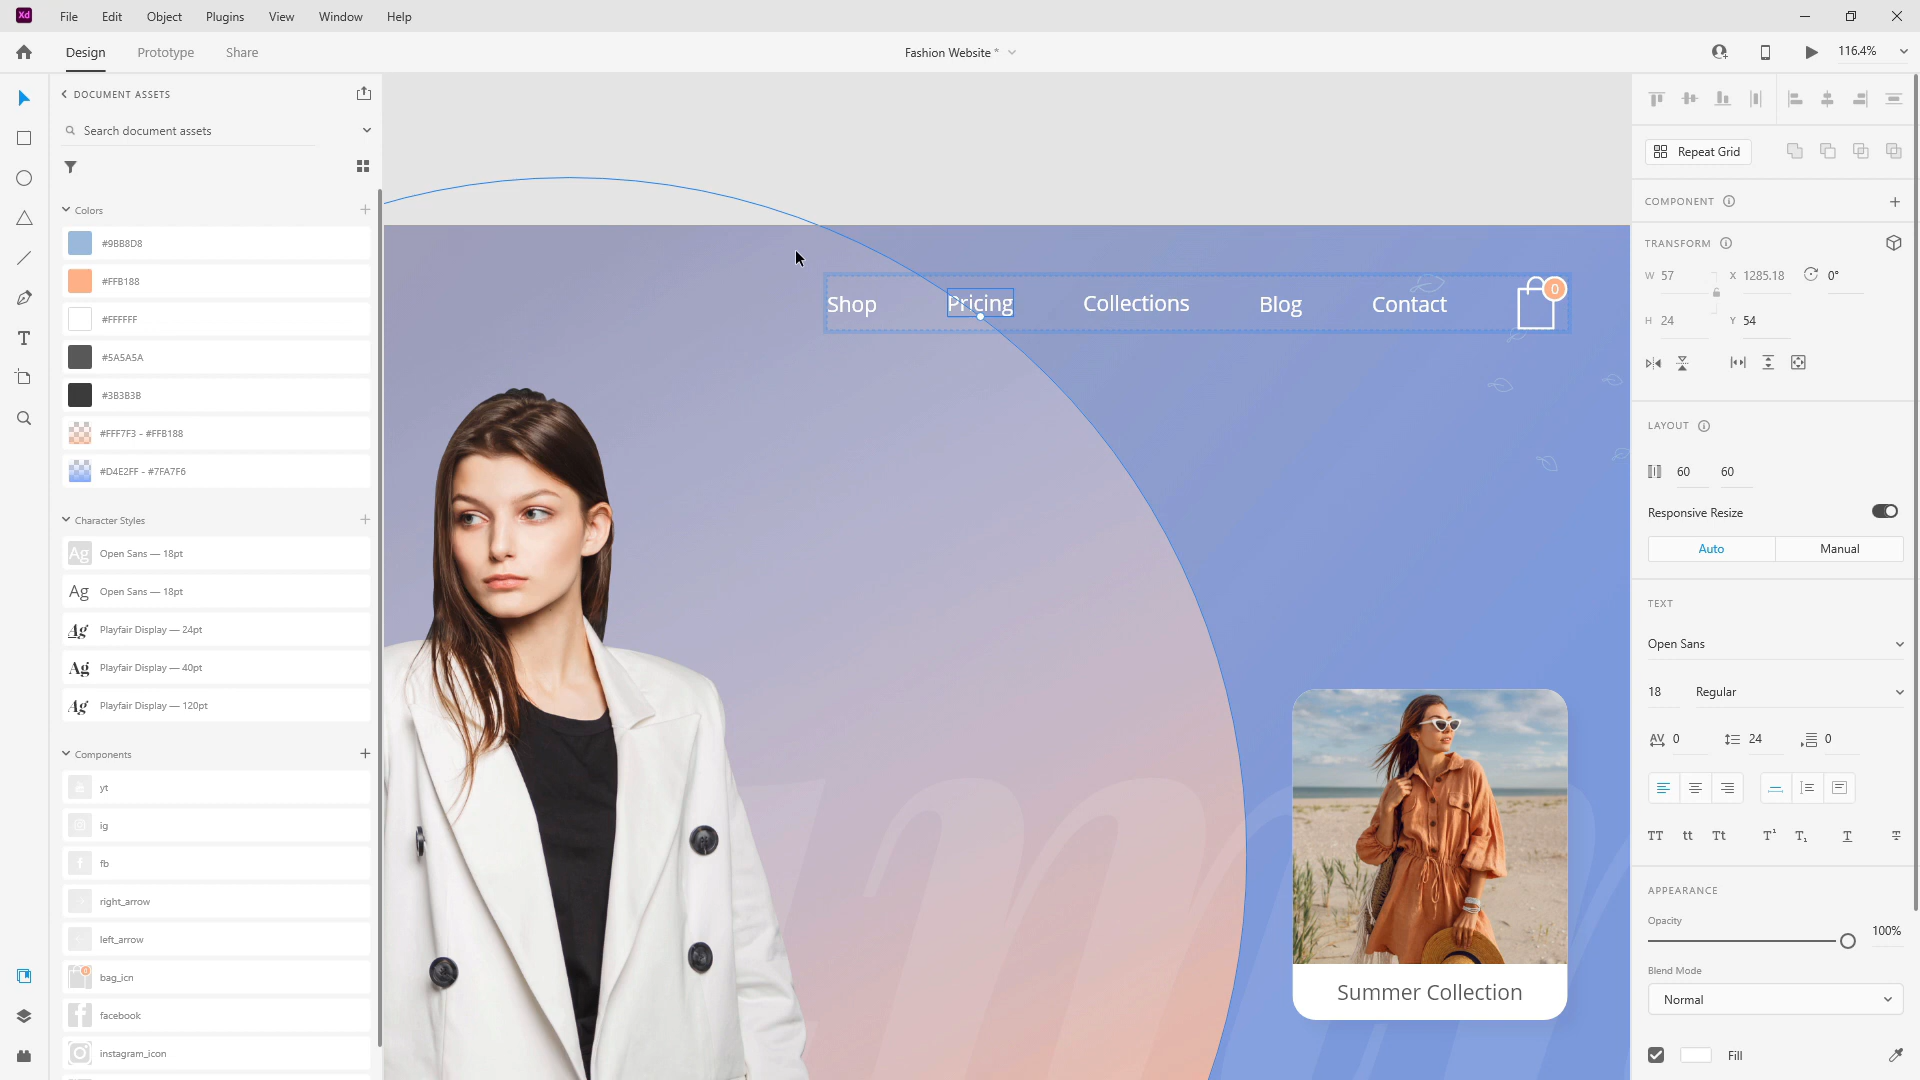 Xd File Edit Object Plugins View Window Help
Design Prototype Share
Fashion Website *
116.4%
DOCUMENT ASSETS
Search document assets
Colors
#9BB8D8
#FFB188
#FFFFFF
#5A5A5A
#3B3B3B
#FFF7F3 - #FFB188
#D4E2FF - #7FA7F6
Character Styles
Ag Open Sans — 18pt
Ag Open Sans — 18pt
Ag Playfair Display — 24pt
Ag Playfair Display — 40pt
Ag Playfair Display — 120pt
Components
yt
ig
fb
right_arrow
left_arrow
bag_icn
facebook
instagram_icon
Shop Pricing Collections Blog Contact 0
Summer Collection
Repeat Grid
COMPONENT
TRANSFORM
W 57 X 1285.18 0°
H 24 Y 54
LAYOUT
60 60
Responsive Resize
Auto Manual
TEXT
Open Sans
18 Regular
AV 0 24 0
TT tt Tt T¹ T₁ T T
APPEARANCE
Opacity
100%
Blend Mode
Normal
Fill